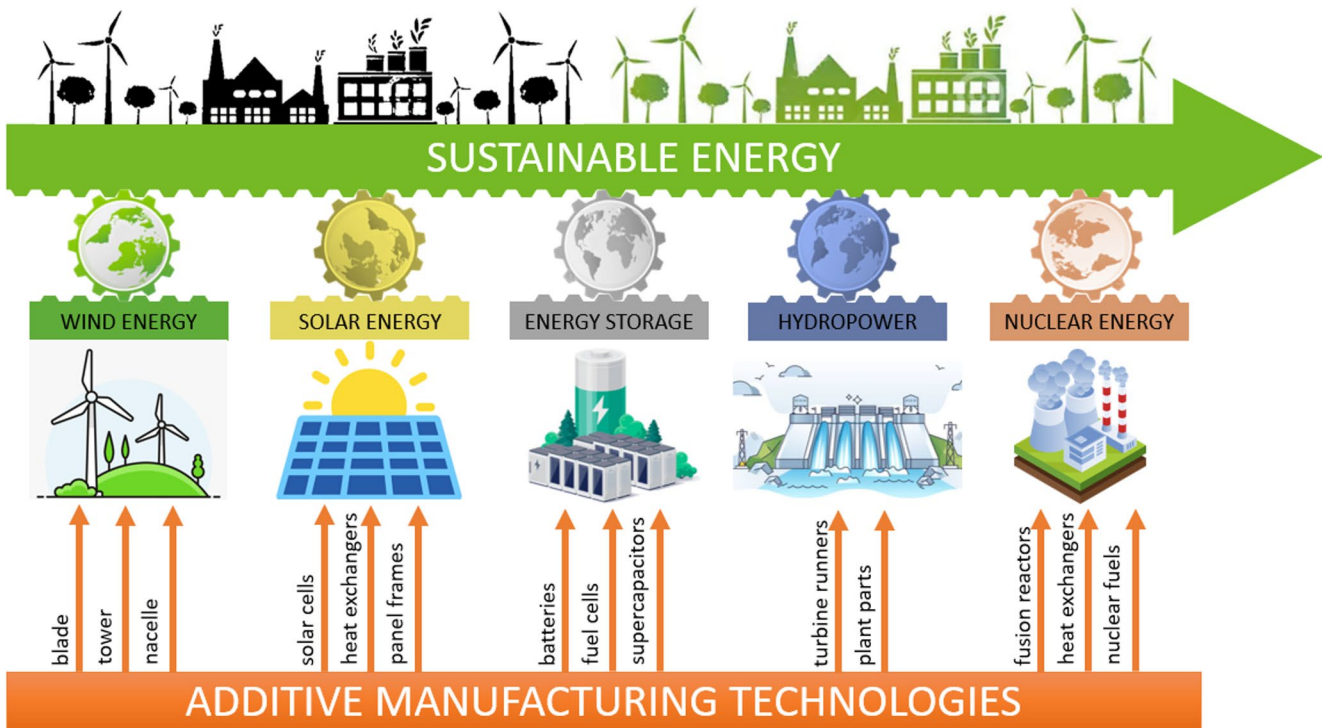 SUSTAINABLE ENERGY
WIND ENERGY
SOLAR ENERGY
ENERGY STORAGE
HYDROPOWER
NUCLEAR ENERGY
blade
tower
nacelle
solar cells
heat exchangers
panel frames
batteries
fuel cells
supercapacitors
turbine runners
plant parts
fusion reactors
heat exchangers
nuclear fuels
ADDITIVE MANUFACTURING TECHNOLOGIES